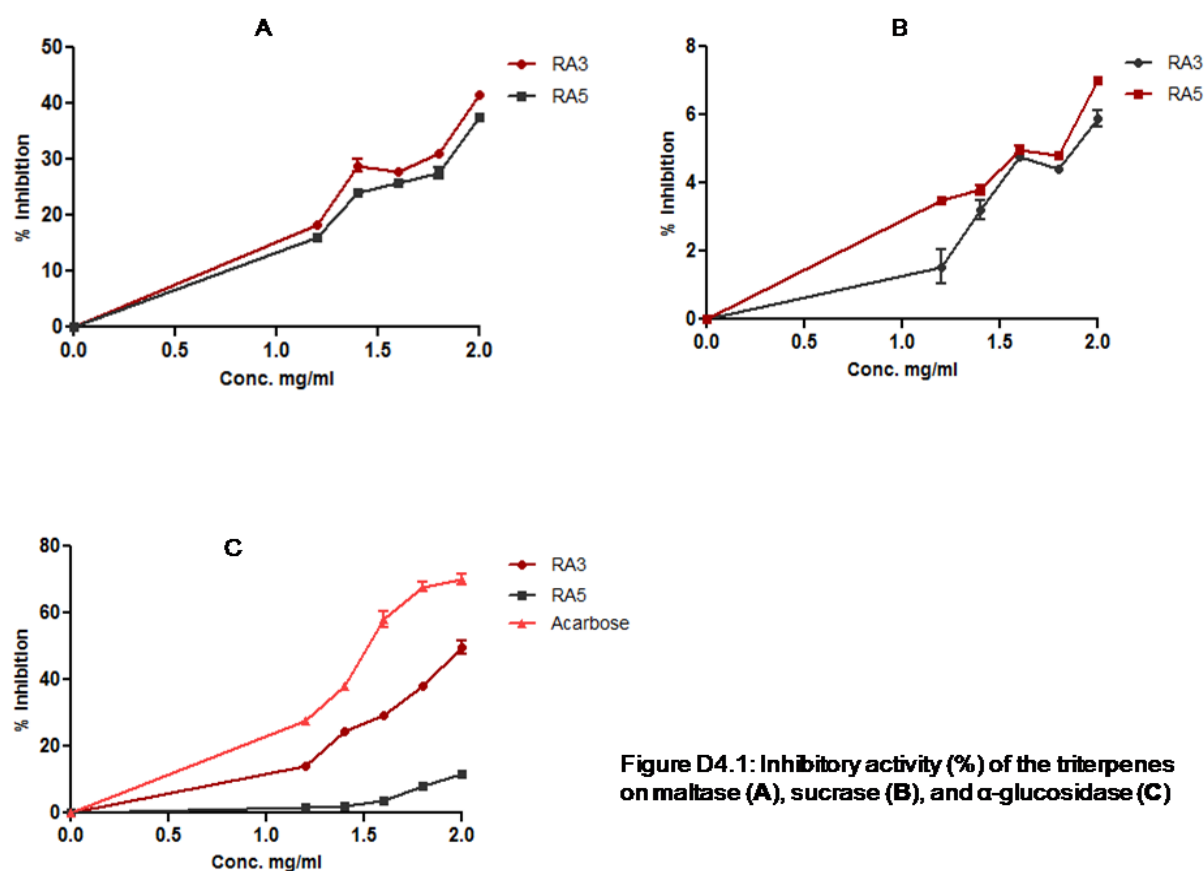 A
50
40
30
20
10
0
% Inhibition
0.0
0.5
1.0
1.5
2.0
Conc. mg/ml
RA3
RA5
B
8
6
4
2
0
% Inhibition
0.0
0.5
1.0
1.5
2.0
Conc. mg/ml
RA3
RA5
C
80
60
40
20
0
% Inhibition
0.0
0.5
1.0
1.5
2.0
Conc. mg/ml
RA3
RA5
Acarbose
Figure D4.1: Inhibitory activity (%) of the triterpenes
on maltase (A), sucrase (B), and α-glucosidase (C)